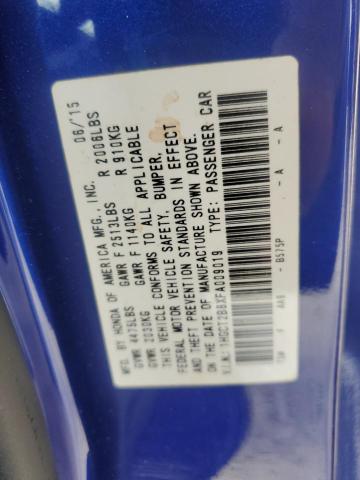 MFD. BY HONDA OF AMERICA MFG., INC. 06/15
GVWR 4475LBS GAWR F 2513LBS R 2006LBS
GVWR 2030KG GAWR F 1140KG R 910KG
THIS VEHICLE CONFORMS TO ALL APPLICABLE
FEDERAL MOTOR VEHICLE SAFETY, BUMPER,
AND THEFT PREVENTION STANDARDS IN EFFECT
ON THE DATE OF MANUFACTURE SHOWN ABOVE.
V.I.N: 1HGCT2B8XFA009019 TYPE: PASSENGER CAR
F AAB - B575P - A - A